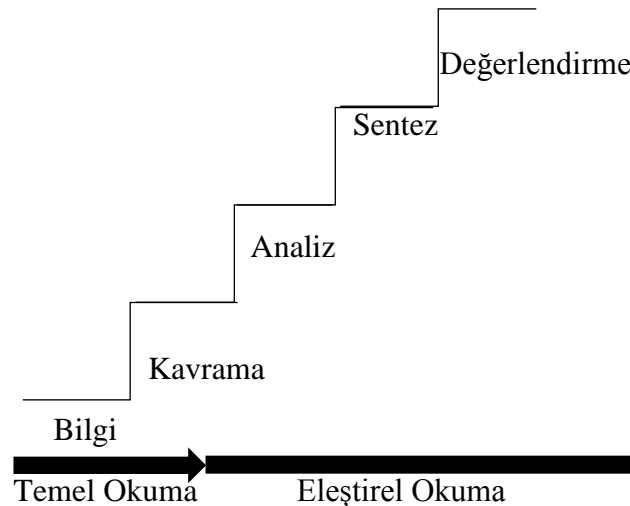 Değerlendirme
Sentez
Analiz
Kavrama
Bilgi
Temel Okuma
Eleştirel Okuma